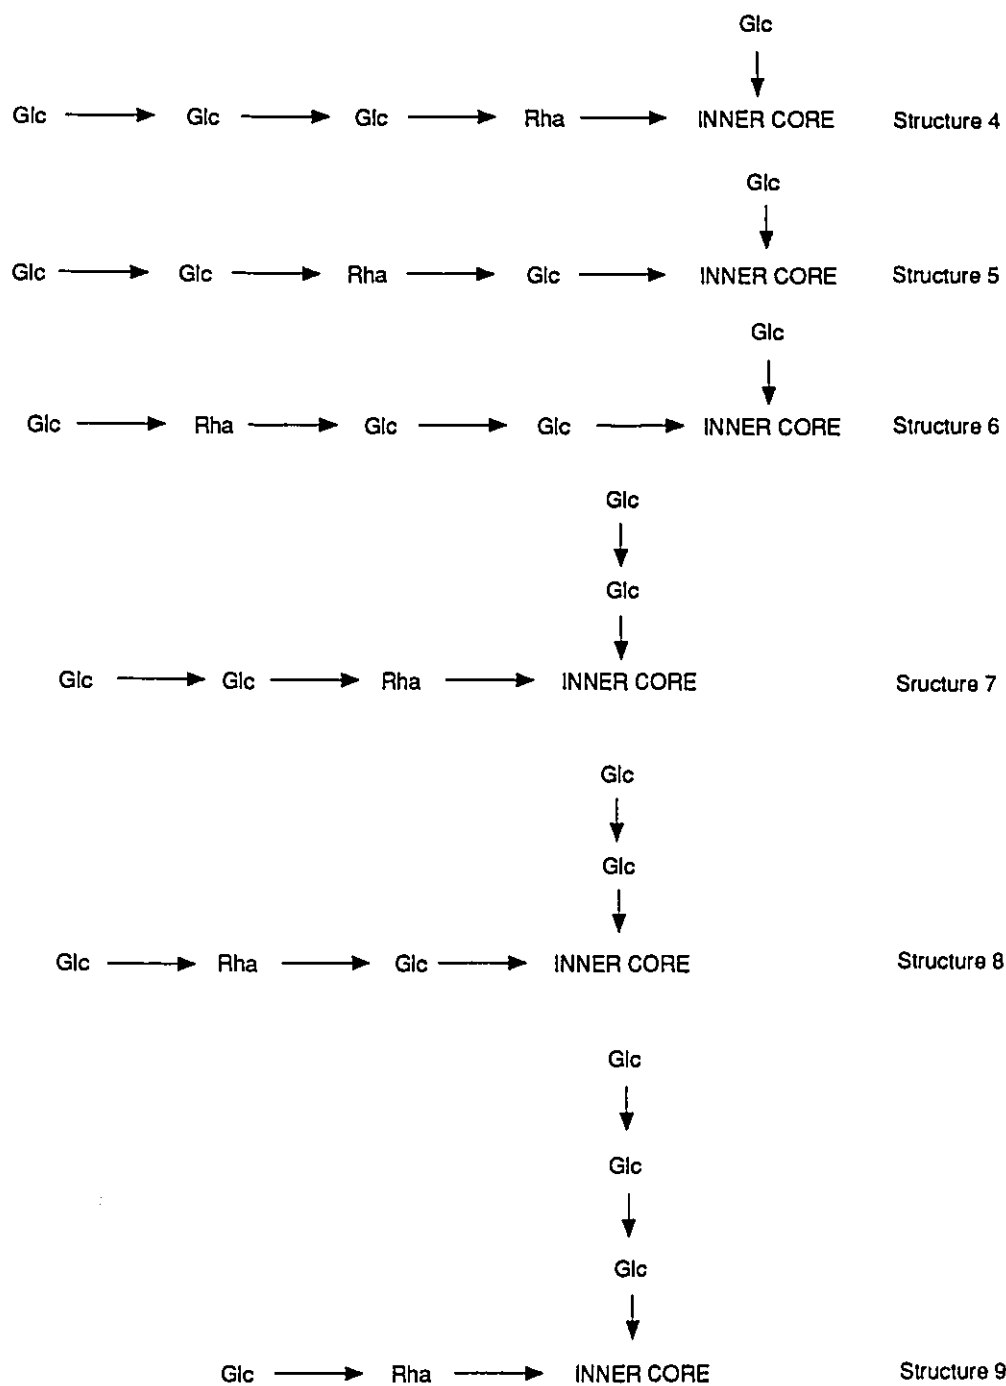 Glc
Glc Glc Glc Rha INNER CORE Structure 4
Glc
Glc Glc Rha Glc INNER CORE Structure 5
Glc
Glc Rha Glc Glc INNER CORE Structure 6
Glc
Glc
Glc Glc Rha INNER CORE Sructure 7
Glc
Glc
Glc Rha Glc INNER CORE Structure 8
Glc
Glc
Glc
Glc Rha INNER CORE Structure 9